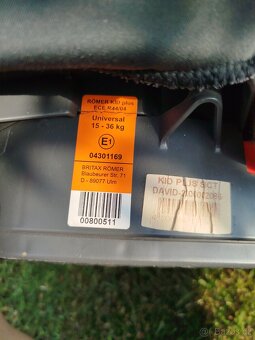 RÖMER KID plus
ECE R44/04
Universal
15 - 36 kg
E1
04301169
BRITAX RÖMER
Blaubeurer Str. 71
D - 89077 Ulm
00800511
KID PLUS SCT